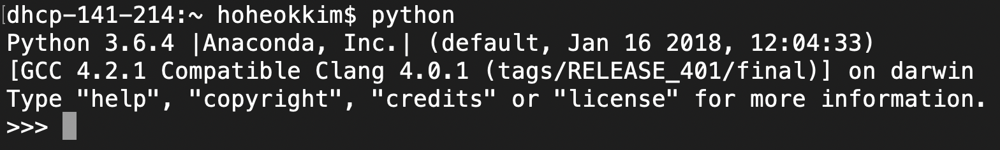 [dhcp-141-214:~ hoheokkim$ python
Python 3.6.4 |Anaconda, Inc.| (default, Jan 16 2018, 12:04:33)
[GCC 4.2.1 Compatible Clang 4.0.1 (tags/RELEASE_401/final)] on darwin
Type "help", "copyright", "credits" or "license" for more information.
>>>